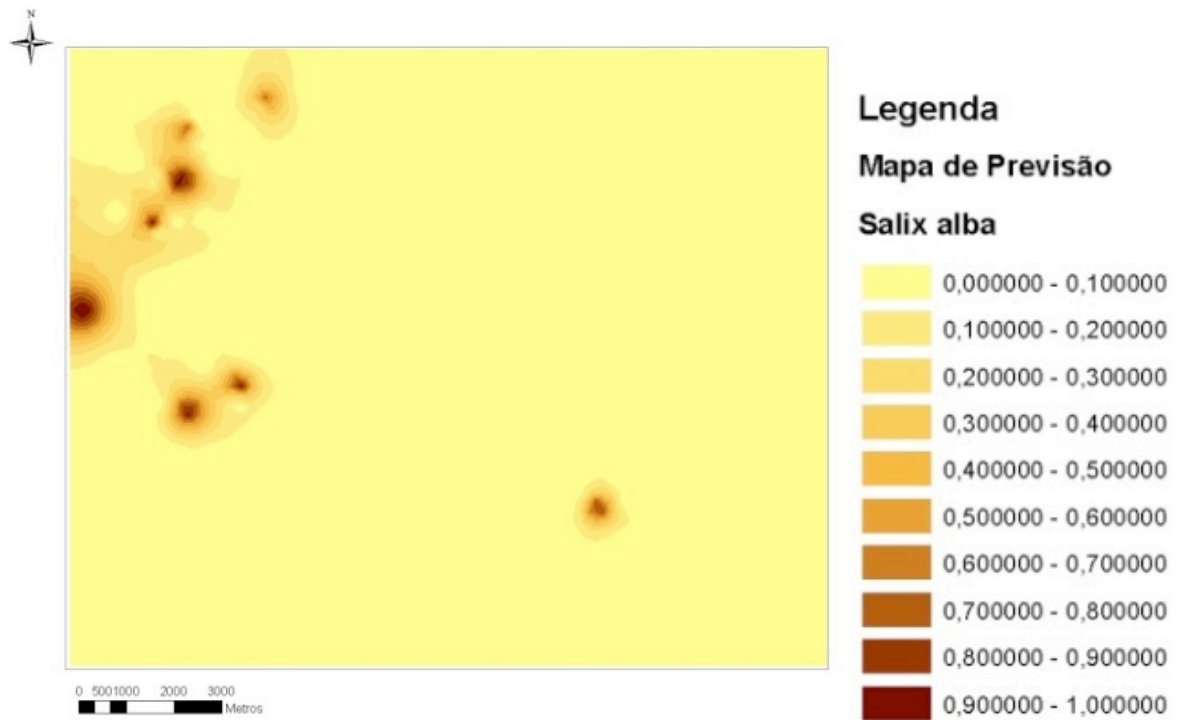 N
Legenda
Mapa de Previsão
Salix alba
0,000000 - 0,100000
0,100000 - 0,200000
0,200000 - 0,300000
0,300000 - 0,400000
0,400000 - 0,500000
0,500000 - 0,600000
0,600000 - 0,700000
0,700000 - 0,800000
0,800000 - 0,900000
0,900000 - 1,000000
0 500 1000 2000 3000
Metros